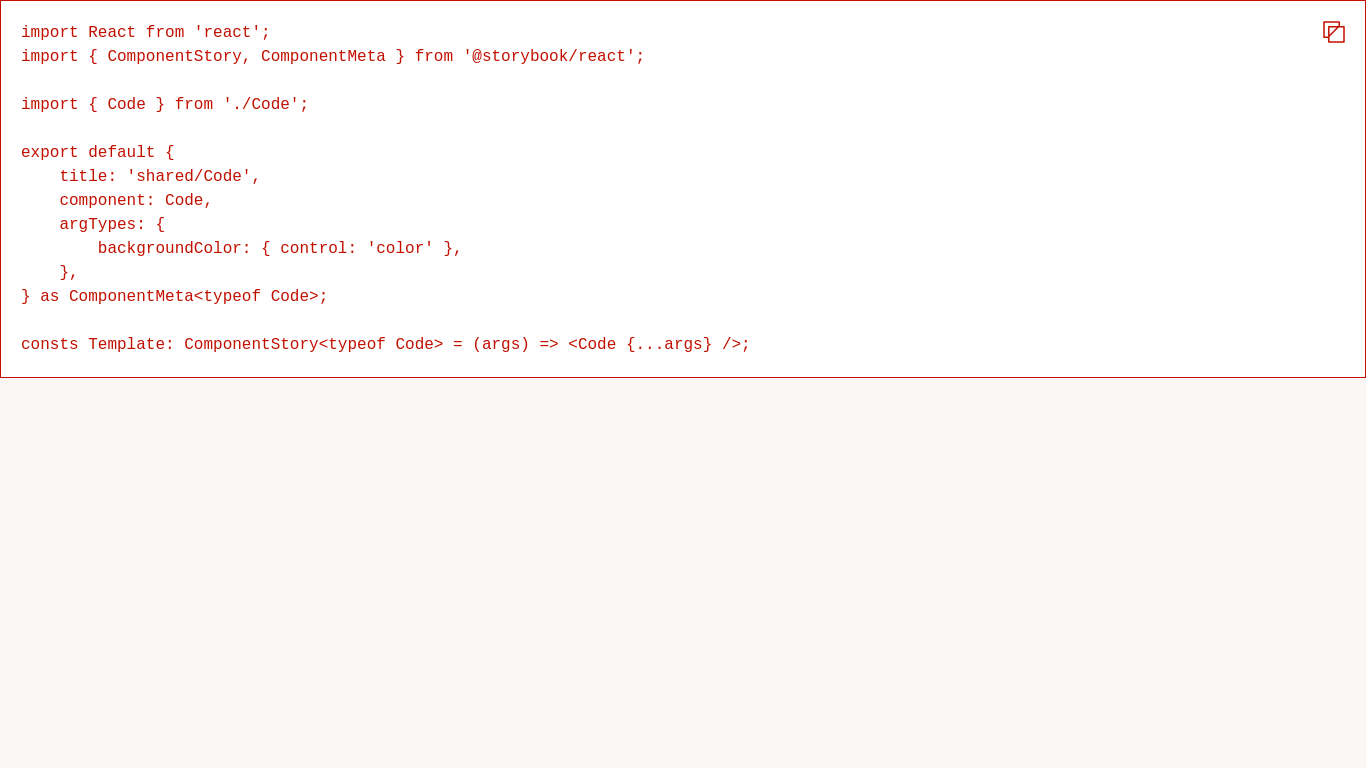 import React from 'react';
import { ComponentStory, ComponentMeta } from '@storybook/react';

import { Code } from './Code';

export default {
    title: 'shared/Code',
    component: Code,
    argTypes: {
        backgroundColor: { control: 'color' },
    },
} as ComponentMeta<typeof Code>;

consts Template: ComponentStory<typeof Code> = (args) => <Code {...args} />;